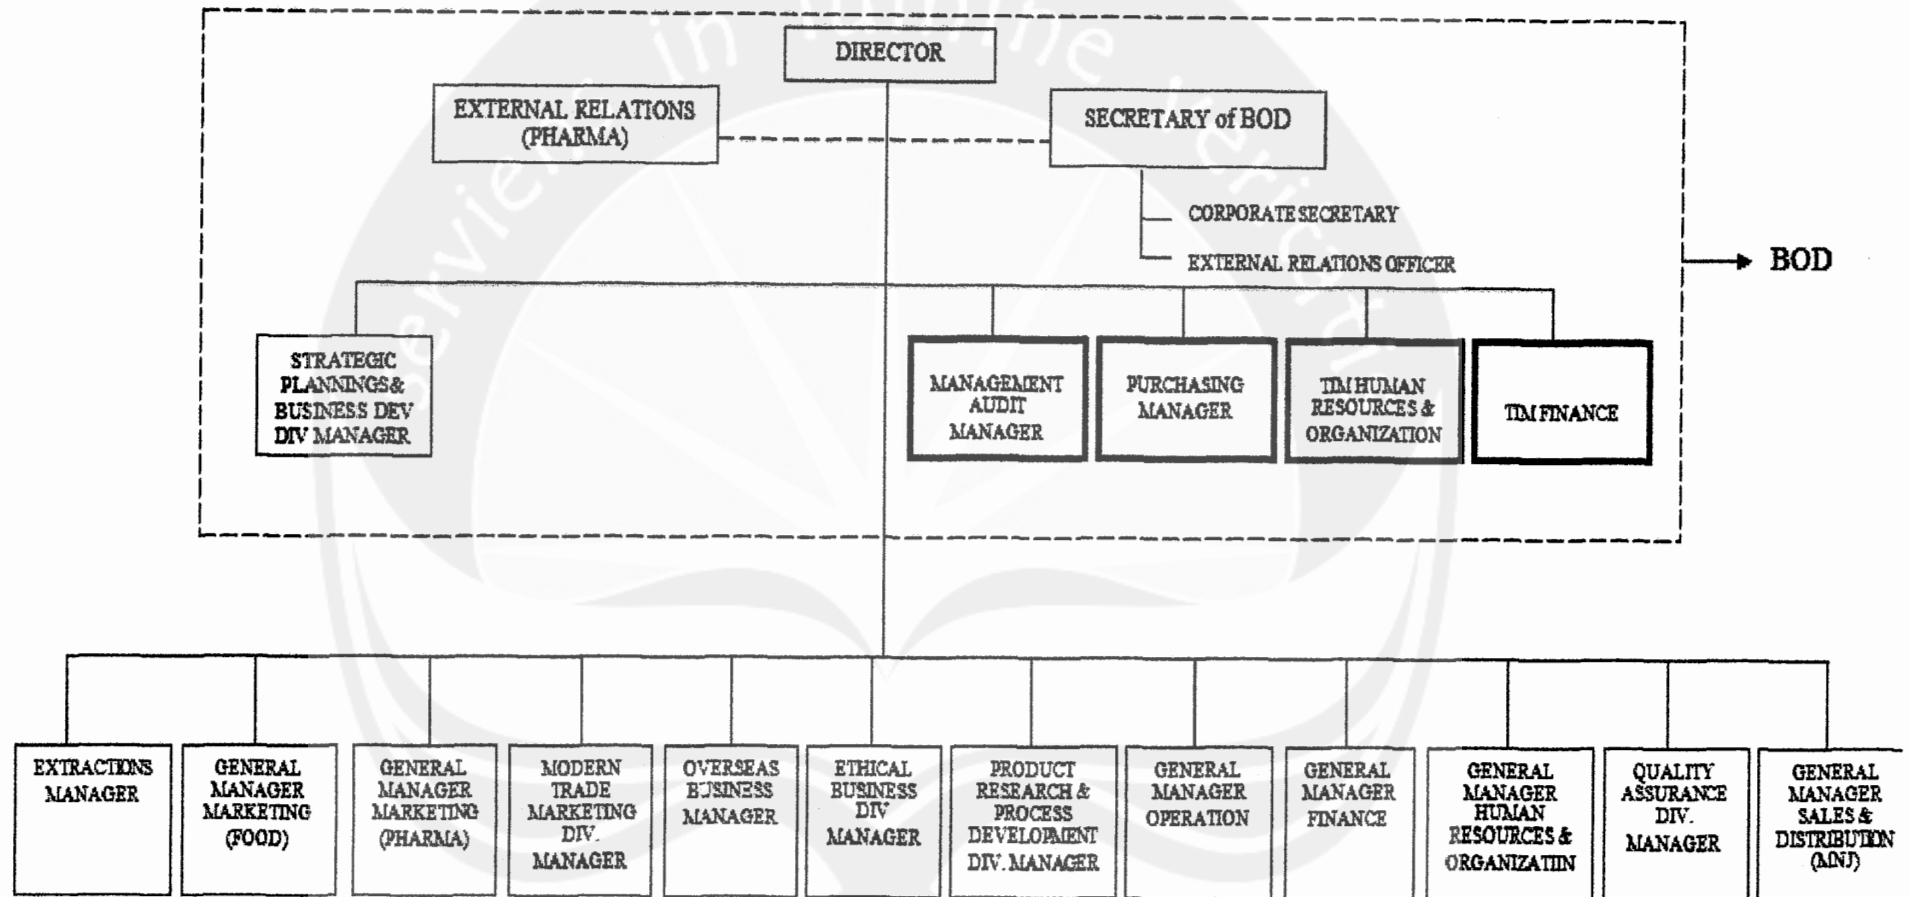 DIRECTOR
EXTERNAL RELATIONS
(PHARMA)
SECRETARY of BOD
CORPORATE SECRETARY
EXTERNAL RELATIONS OFFICER
BOD
STRATEGIC
PLANNINGS &
BUSINESS DEV
DIV MANAGER
MANAGEMENT
AUDIT
MANAGER
PURCHASING
MANAGER
TIM HUMAN
RESOURCES &
ORGANIZATION
TIM FINANCE
EXTRACTIONS
MANAGER
GENERAL
MANAGER
MARKETING
(FOOD)
GENERAL
MANAGER
MARKETING
(PHARMA)
MODERN
TRADE
MARKETING
DIV.
MANAGER
OVERSEAS
BUSINESS
MANAGER
ETHICAL
BUSINESS
DIV
MANAGER
PRODUCT
RESEARCH &
PROCESS
DEVELOPMENT
DIV. MANAGER
GENERAL
MANAGER
OPERATION
GENERAL
MANAGER
FINANCE
GENERAL
MANAGER
HUMAN
RESOURCES &
ORGANIZATIIN
QUALITY
ASSURANCE
DIV.
MANAGER
GENERAL
MANAGER
SALES &
DISTRIBUTION
(MNJ)